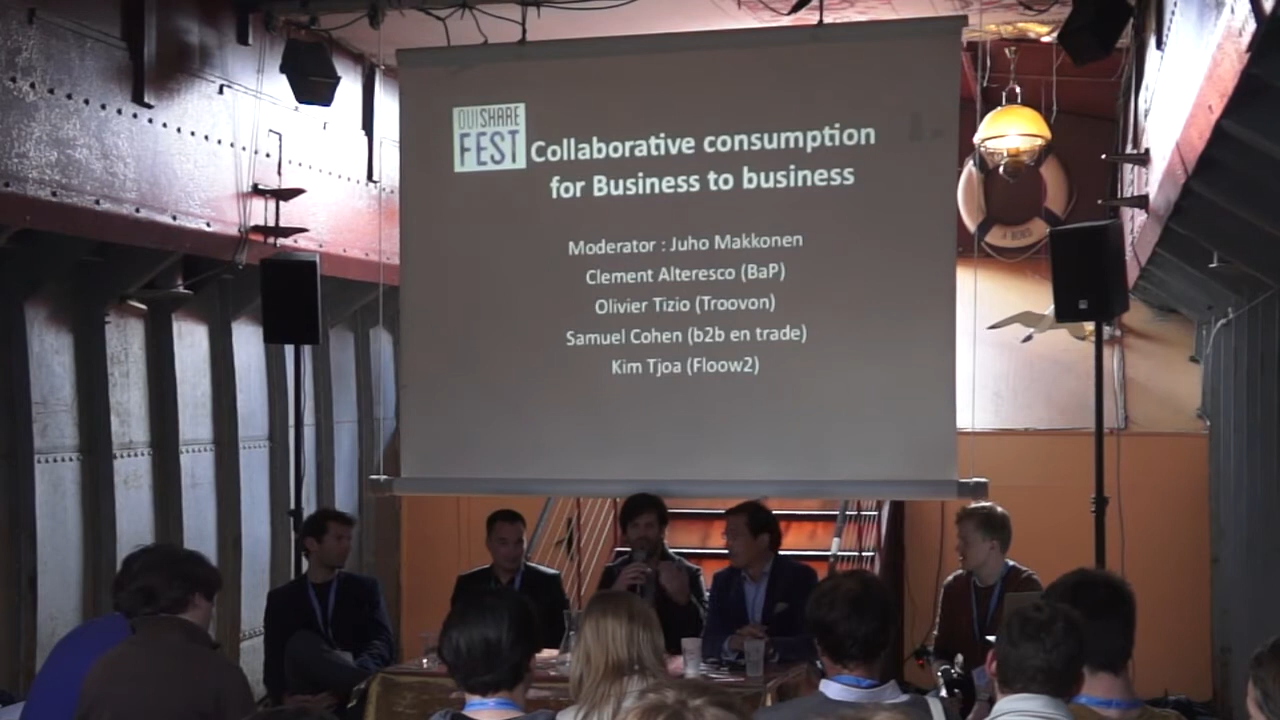 OUISHARE
FEST
Collaborative consumption
for Business to business
Moderator : Juho Makkonen
Clement Alteresco (BaP)
Olivier Tizio (Troovon)
Samuel Cohen (b2b en trade)
Kim Tjoa (Floow2)